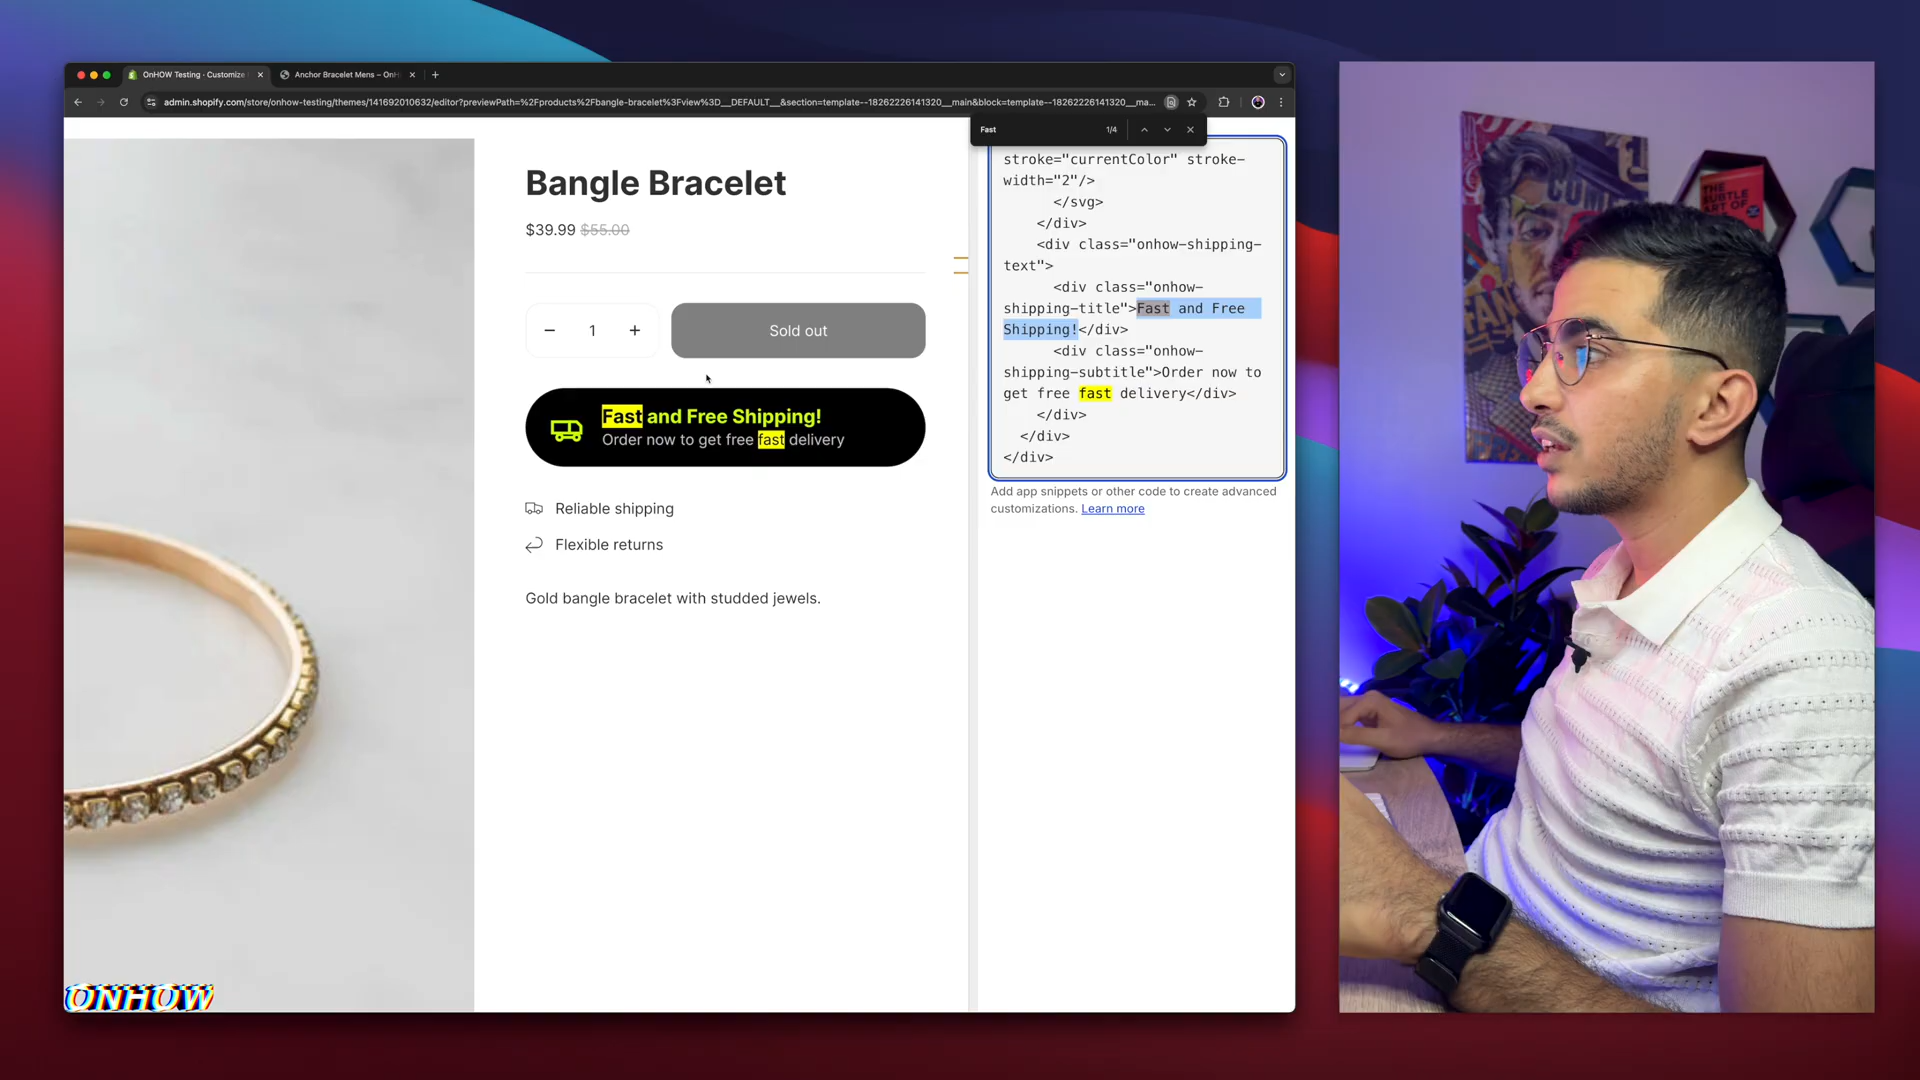 OnHOW Testing · Customize
Anchor Bracelet Mens – OnH
admin.shopify.com/store/onhow-testing/themes/141692010632/editor?previewPath=%2Fproducts%2Fbangle-bracelet%3Fview%3D__DEFAULT__&section=template--18262226141320__main&block=template--18262226141320__ma...
Fast
1/4
Bangle Bracelet
$39.99 $55.00
− 1 +
Sold out
Fast and Free Shipping!
Order now to get free fast delivery
Reliable shipping
Flexible returns
Gold bangle bracelet with studded jewels.
stroke="currentColor" stroke-
width="2"/>
</svg>
</div>
<div class="onhow-shipping-
text">
<div class="onhow-
shipping-title">Fast and Free
Shipping!</div>
<div class="onhow-
shipping-subtitle">Order now to
get free fast delivery</div>
</div>
</div>
</div>
Add app snippets or other code to create advanced
customizations. Learn more
ONHOW
THE
SUBTLE
ART OF